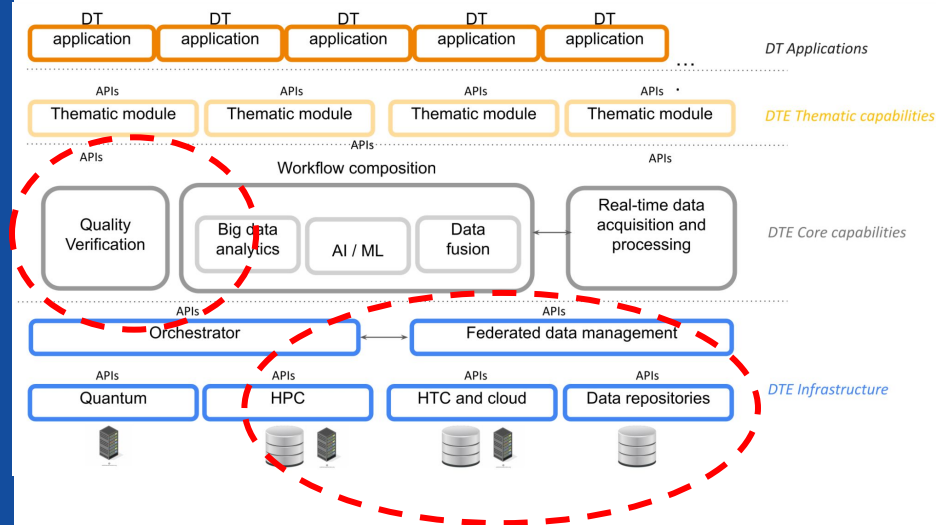 DT DT DT DT DT
application application application application application
...
DT Applications
APIs APIs APIs APIs .
Thematic module Thematic module Thematic module Thematic module
DTE Thematic capabilities
APIs APIs APIs
Workflow composition
Quality
Verification
Big data
analytics
AI / ML
Data
fusion
Real-time data
acquisition and
processing
DTE Core capabilities
APIs APIs
Orchestrator Federated data management
APIs APIs APIs APIs
Quantum HPC HTC and cloud Data repositories
DTE Infrastructure